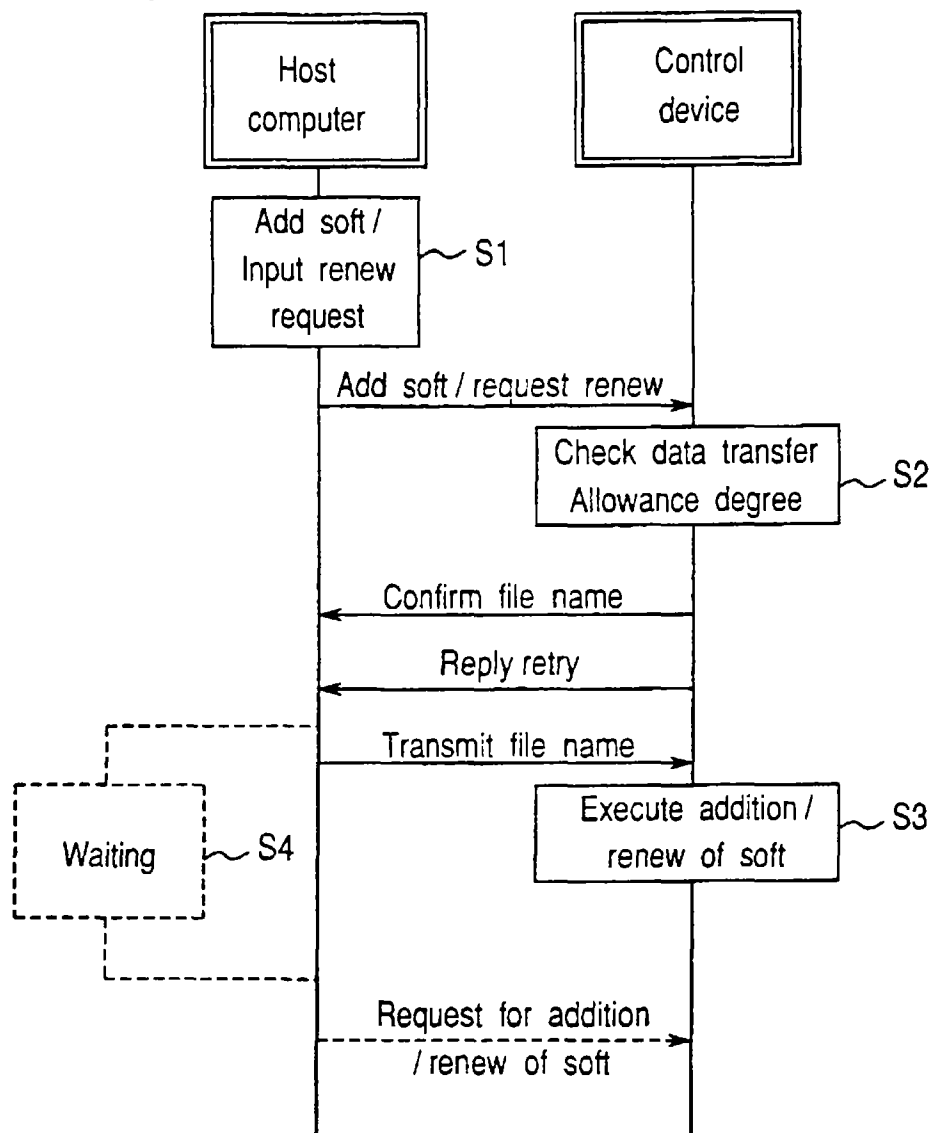 Host
computer
Control
device
Add soft /
Input renew
request
S1
Add soft / request renew
Check data transfer
Allowance degree
S2
Confirm file name
Reply retry
Transmit file name
Execute addition /
renew of soft
S3
Waiting
S4
Request for addition
/ renew of soft